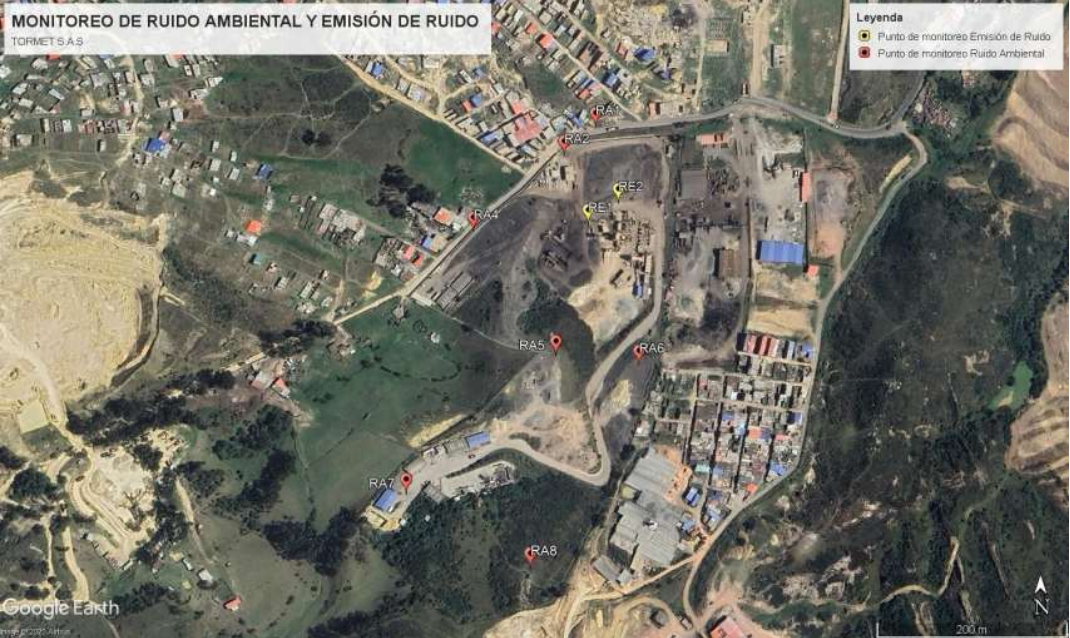 MONITOREO DE RUIDO AMBIENTAL Y EMISIÓN DE RUIDO
TORMET S.A.S
Leyenda
Punto de monitoreo Emisión de Ruido
Punto de monitoreo Ruido Ambiental
RA1
RA2
RE2
RE1
RA4
RA5
RA6
RA7
RA8
Google Earth
N
200 m